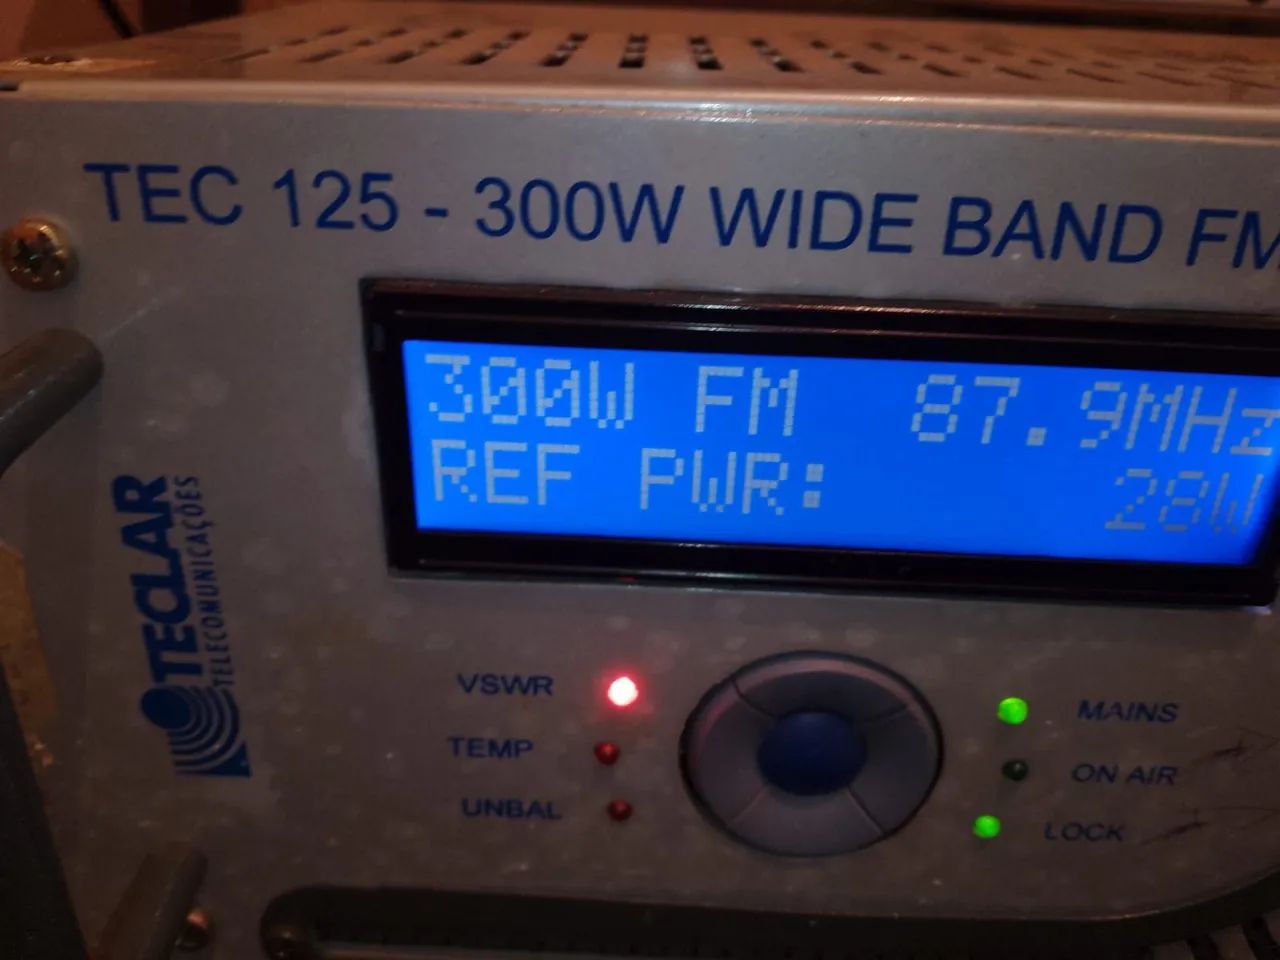 TEC 125 - 300W WIDE BAND FM
300W FM 87.9MHz
REF PWR: 28W
TECLAR
TELECOMUNICAÇÕES
VSWR
TEMP
UNBAL
MAINS
ON AIR
LOCK